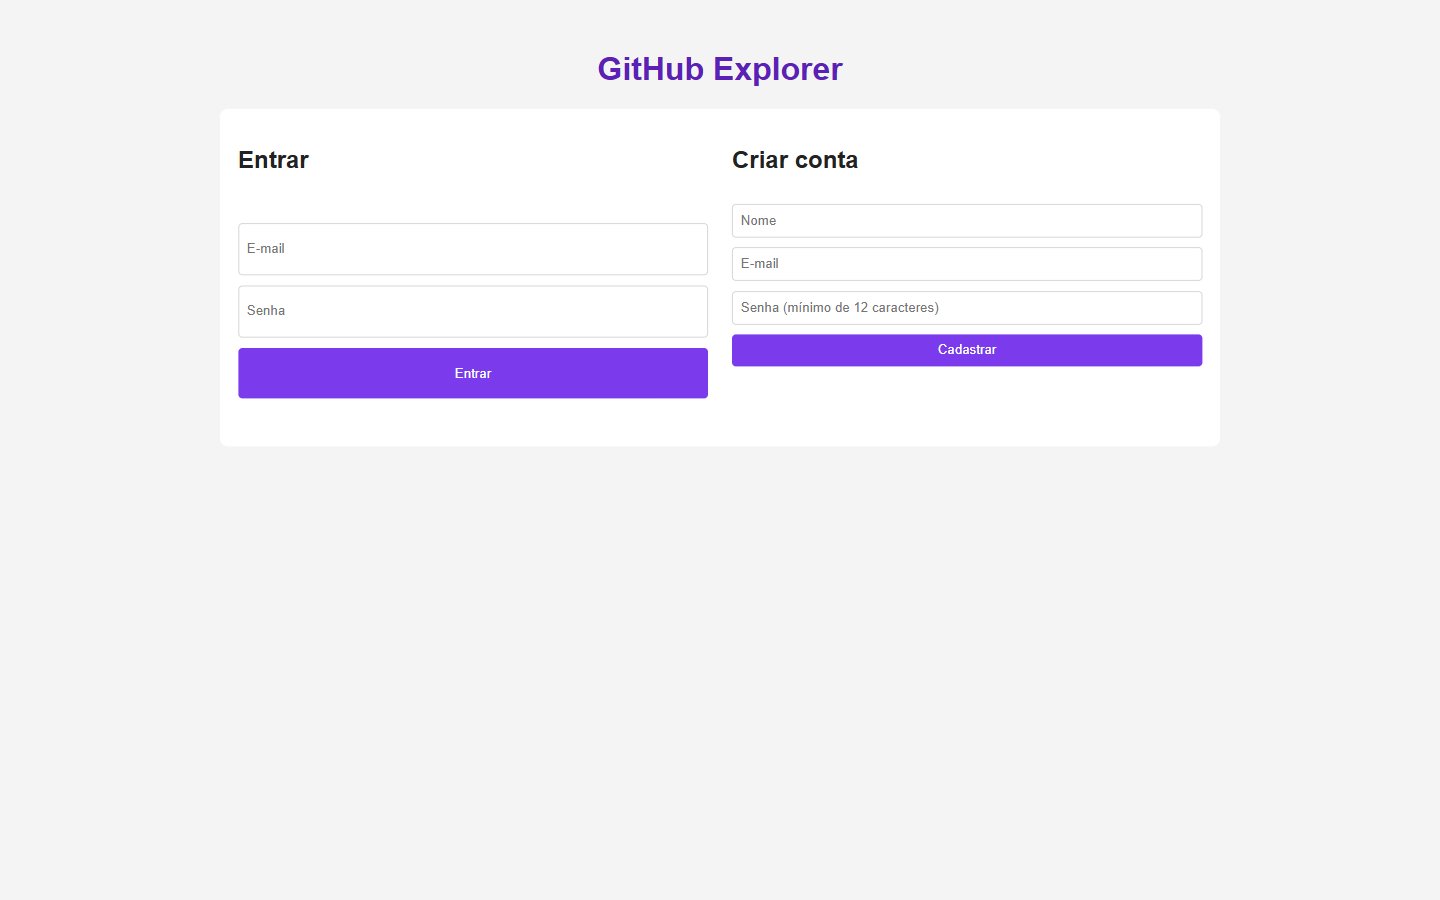 GitHub Explorer
Entrar
E-mail
Senha
Entrar
Criar conta
Nome
E-mail
Senha (mínimo de 12 caracteres)
Cadastrar